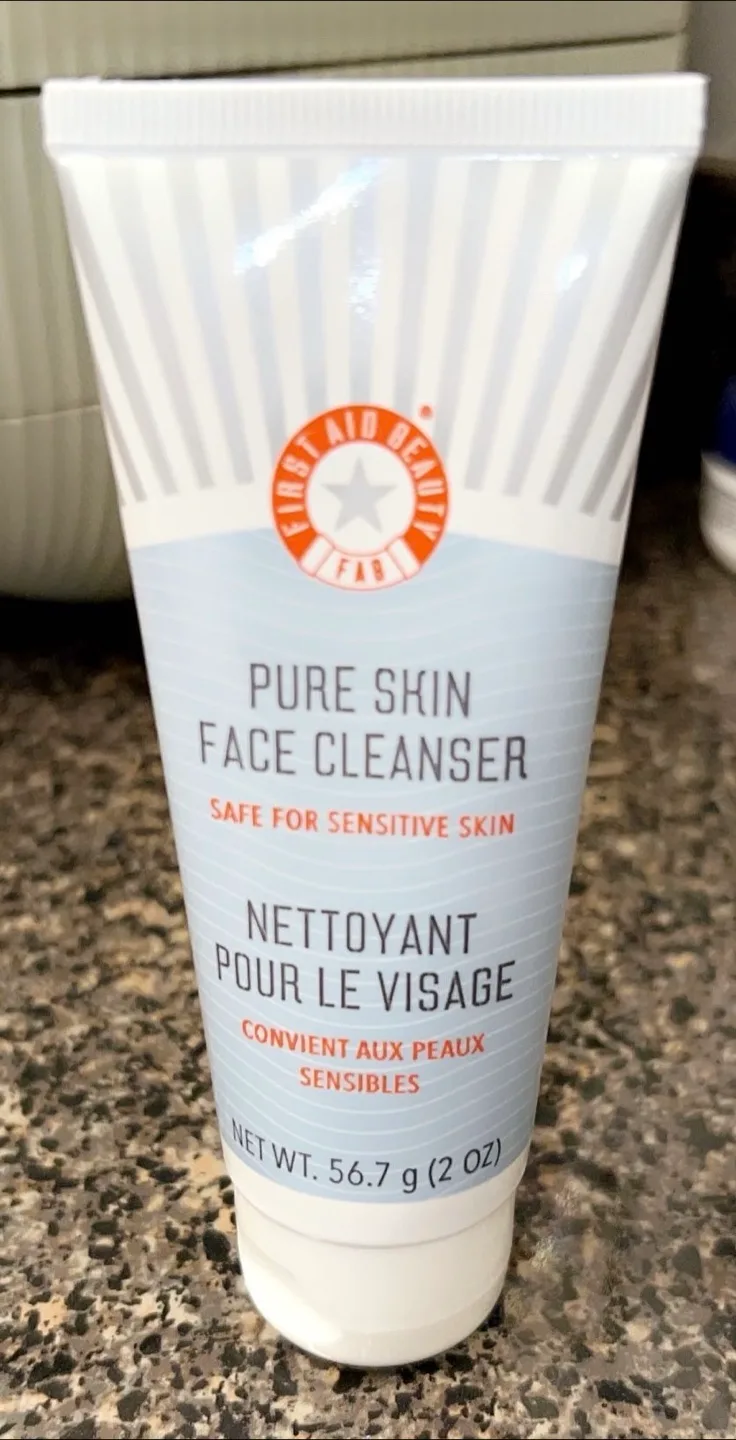 FIRST AID BEAUTY
FAB
PURE SKIN
FACE CLEANSER
SAFE FOR SENSITIVE SKIN
NETTOYANT
POUR LE VISAGE
CONVIENT AUX PEAUX
SENSIBLES
NET WT. 56.7 g (2 OZ)